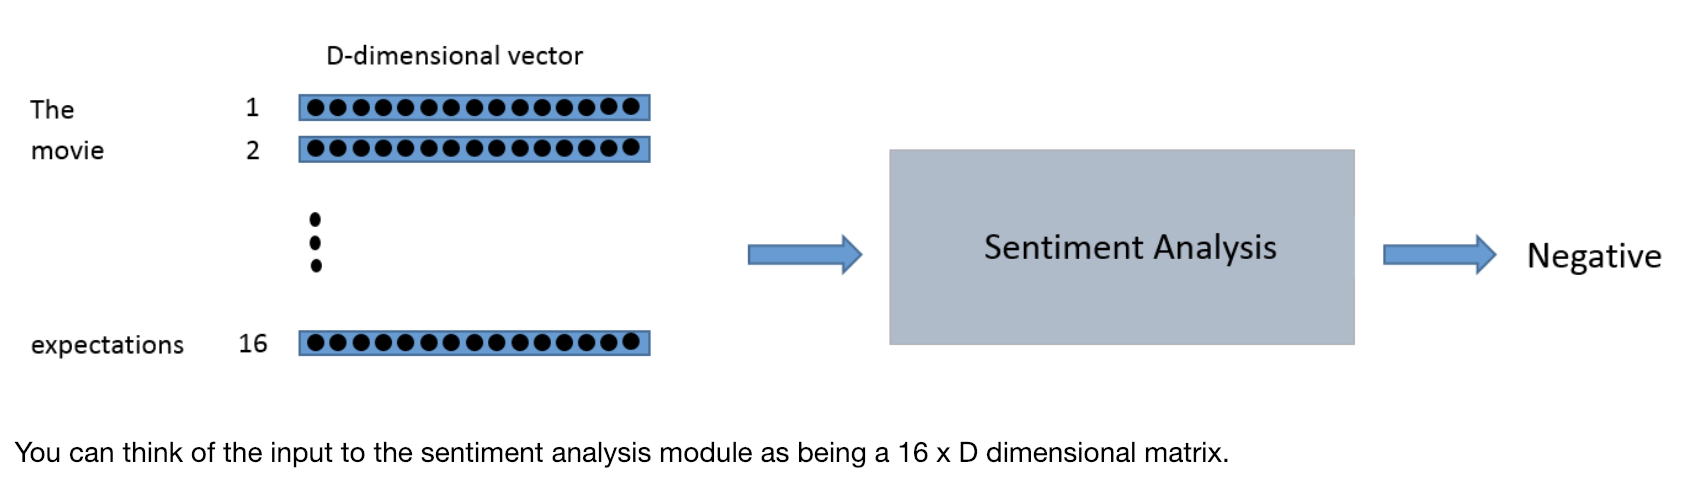 D-dimensional vector
The 1
movie 2
Sentiment Analysis
Negative
expectations 16
You can think of the input to the sentiment analysis module as being a 16 x D dimensional matrix.